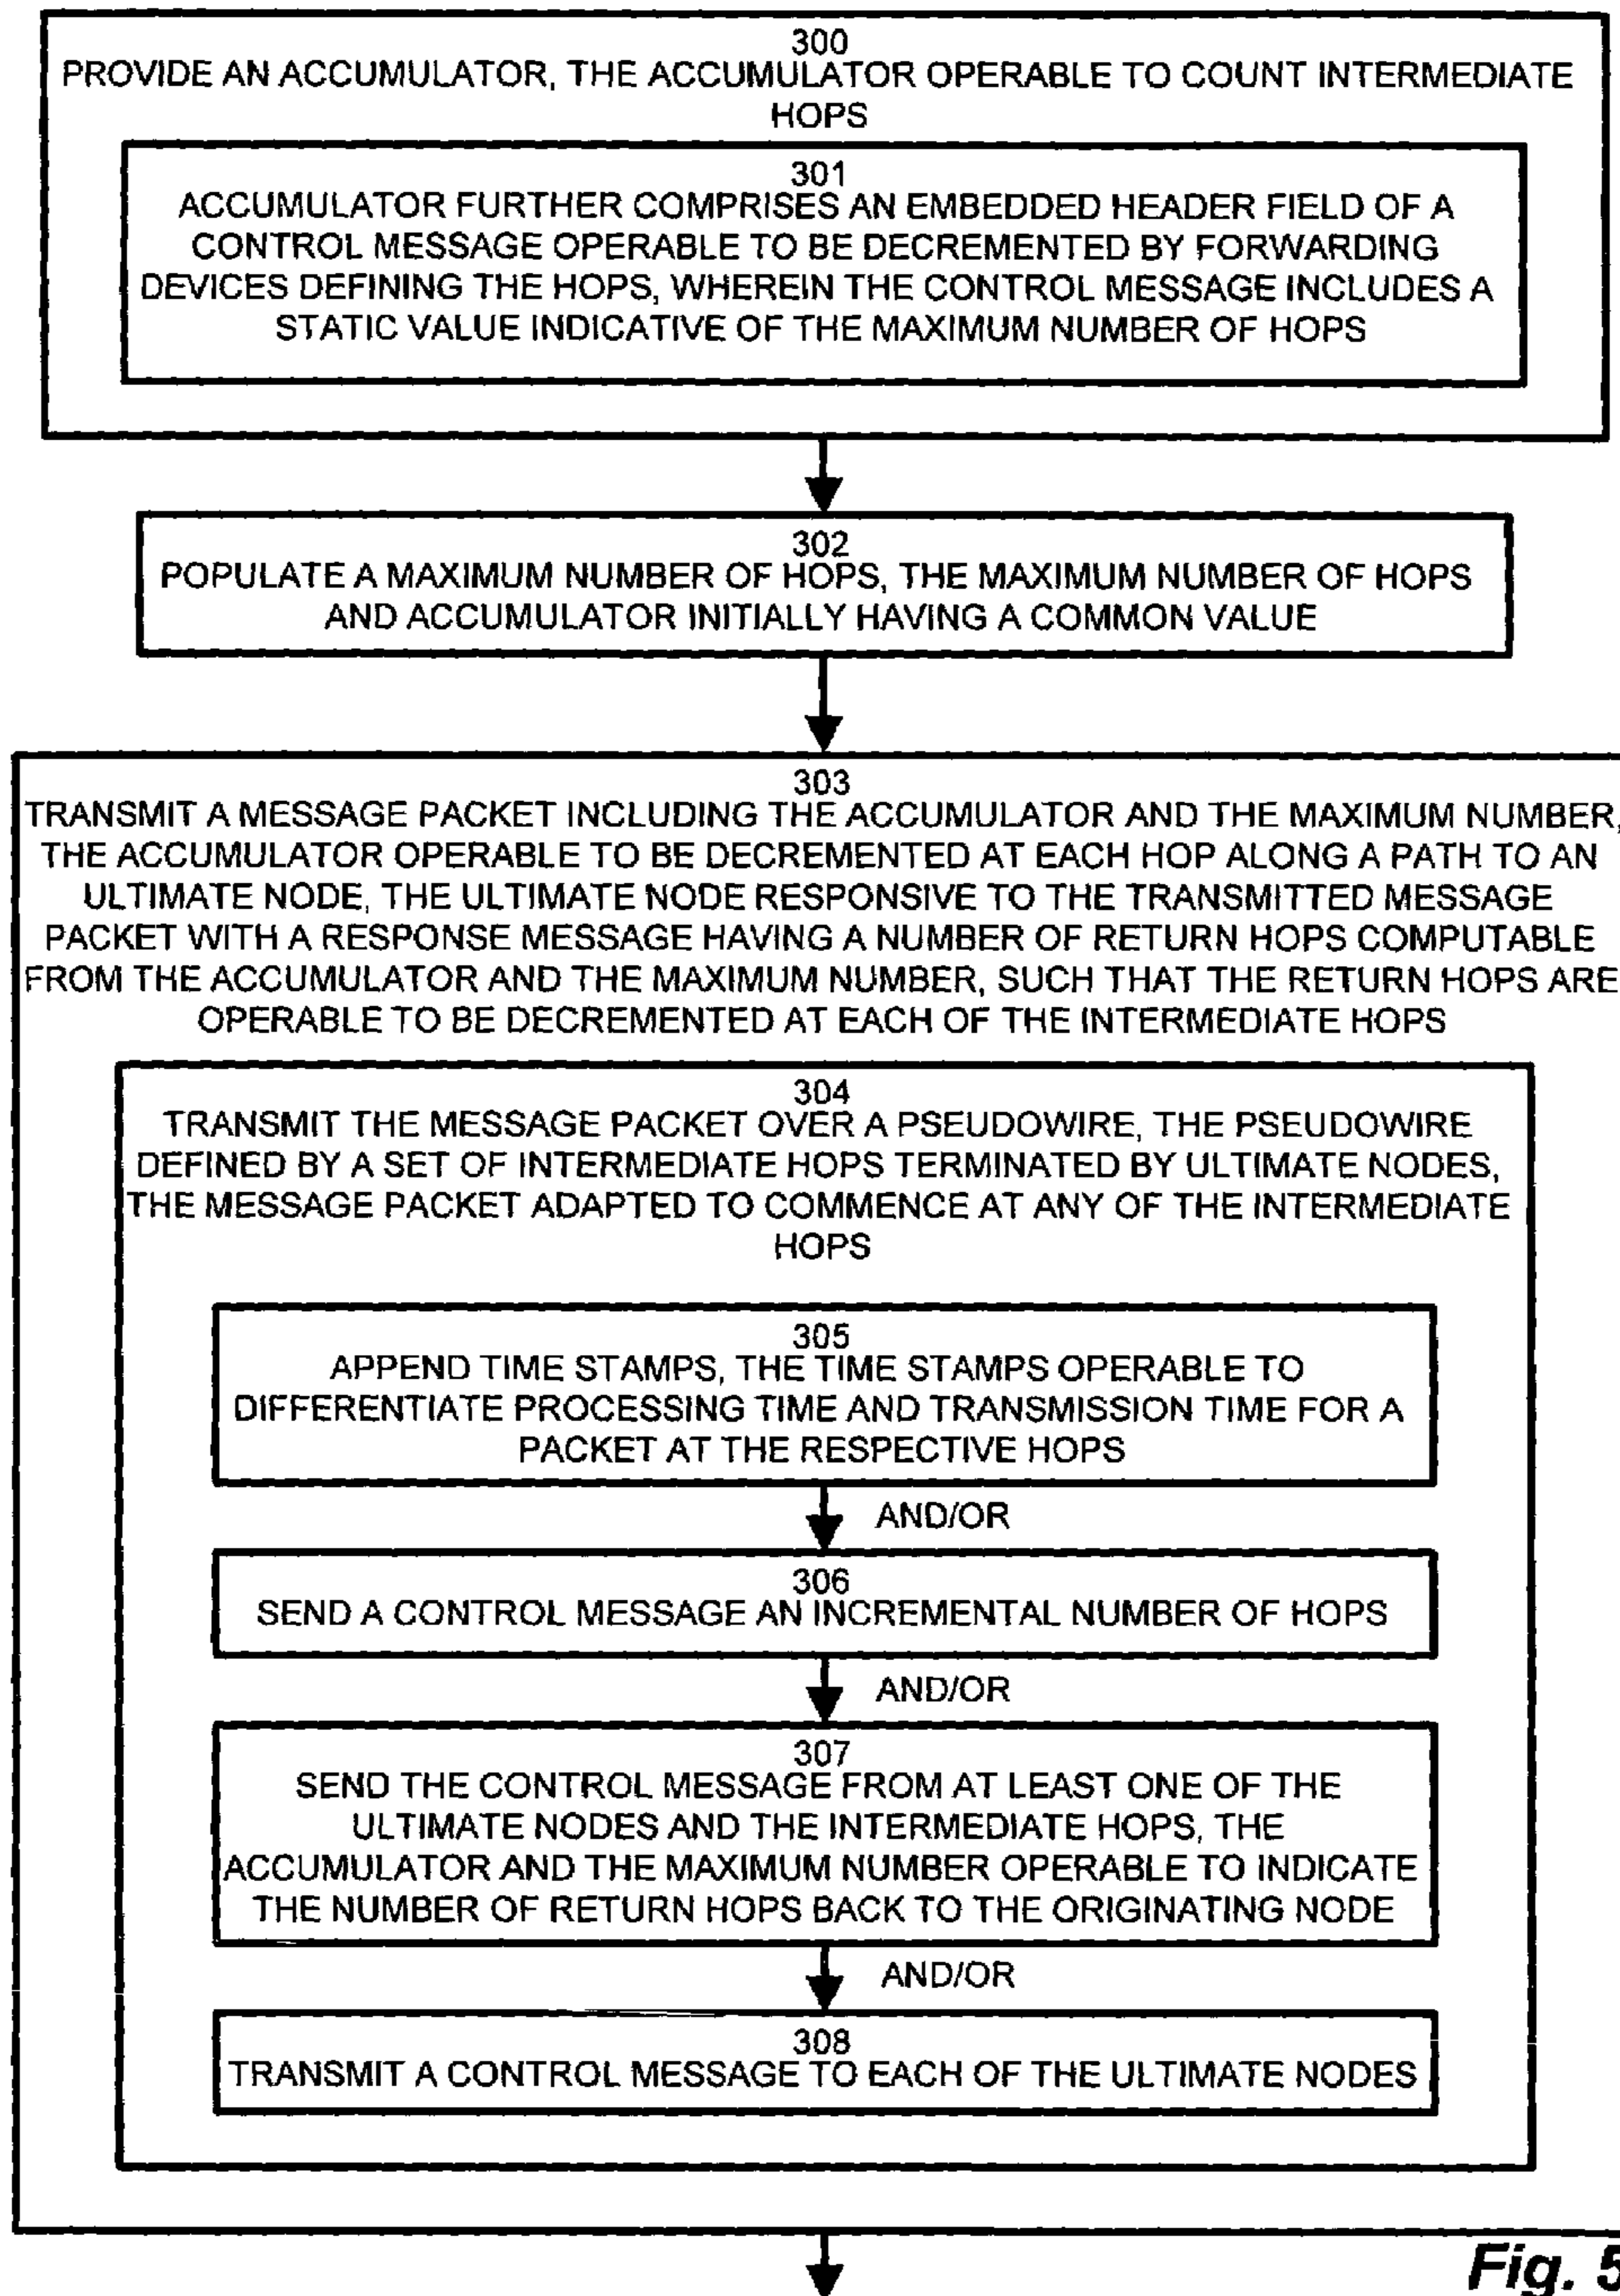 300
PROVIDE AN ACCUMULATOR, THE ACCUMULATOR OPERABLE TO COUNT INTERMEDIATE
HOPS
301
ACCUMULATOR FURTHER COMPRISES AN EMBEDDED HEADER FIELD OF A
CONTROL MESSAGE OPERABLE TO BE DECREMENTED BY FORWARDING
DEVICES DEFINING THE HOPS, WHEREIN THE CONTROL MESSAGE INCLUDES A
STATIC VALUE INDICATIVE OF THE MAXIMUM NUMBER OF HOPS
302
POPULATE A MAXIMUM NUMBER OF HOPS, THE MAXIMUM NUMBER OF HOPS
AND ACCUMULATOR INITIALLY HAVING A COMMON VALUE
303
TRANSMIT A MESSAGE PACKET INCLUDING THE ACCUMULATOR AND THE MAXIMUM NUMBER,
THE ACCUMULATOR OPERABLE TO BE DECREMENTED AT EACH HOP ALONG A PATH TO AN
ULTIMATE NODE, THE ULTIMATE NODE RESPONSIVE TO THE TRANSMITTED MESSAGE
PACKET WITH A RESPONSE MESSAGE HAVING A NUMBER OF RETURN HOPS COMPUTABLE
FROM THE ACCUMULATOR AND THE MAXIMUM NUMBER, SUCH THAT THE RETURN HOPS ARE
OPERABLE TO BE DECREMENTED AT EACH OF THE INTERMEDIATE HOPS
304
TRANSMIT THE MESSAGE PACKET OVER A PSEUDOWIRE, THE PSEUDOWIRE
DEFINED BY A SET OF INTERMEDIATE HOPS TERMINATED BY ULTIMATE NODES,
THE MESSAGE PACKET ADAPTED TO COMMENCE AT ANY OF THE INTERMEDIATE
HOPS
305
APPEND TIME STAMPS, THE TIME STAMPS OPERABLE TO
DIFFERENTIATE PROCESSING TIME AND TRANSMISSION TIME FOR A
PACKET AT THE RESPECTIVE HOPS
AND/OR
306
SEND A CONTROL MESSAGE AN INCREMENTAL NUMBER OF HOPS
AND/OR
307
SEND THE CONTROL MESSAGE FROM AT LEAST ONE OF THE
ULTIMATE NODES AND THE INTERMEDIATE HOPS, THE
ACCUMULATOR AND THE MAXIMUM NUMBER OPERABLE TO INDICATE
THE NUMBER OF RETURN HOPS BACK TO THE ORIGINATING NODE
AND/OR
308
TRANSMIT A CONTROL MESSAGE TO EACH OF THE ULTIMATE NODES
Fig. 5